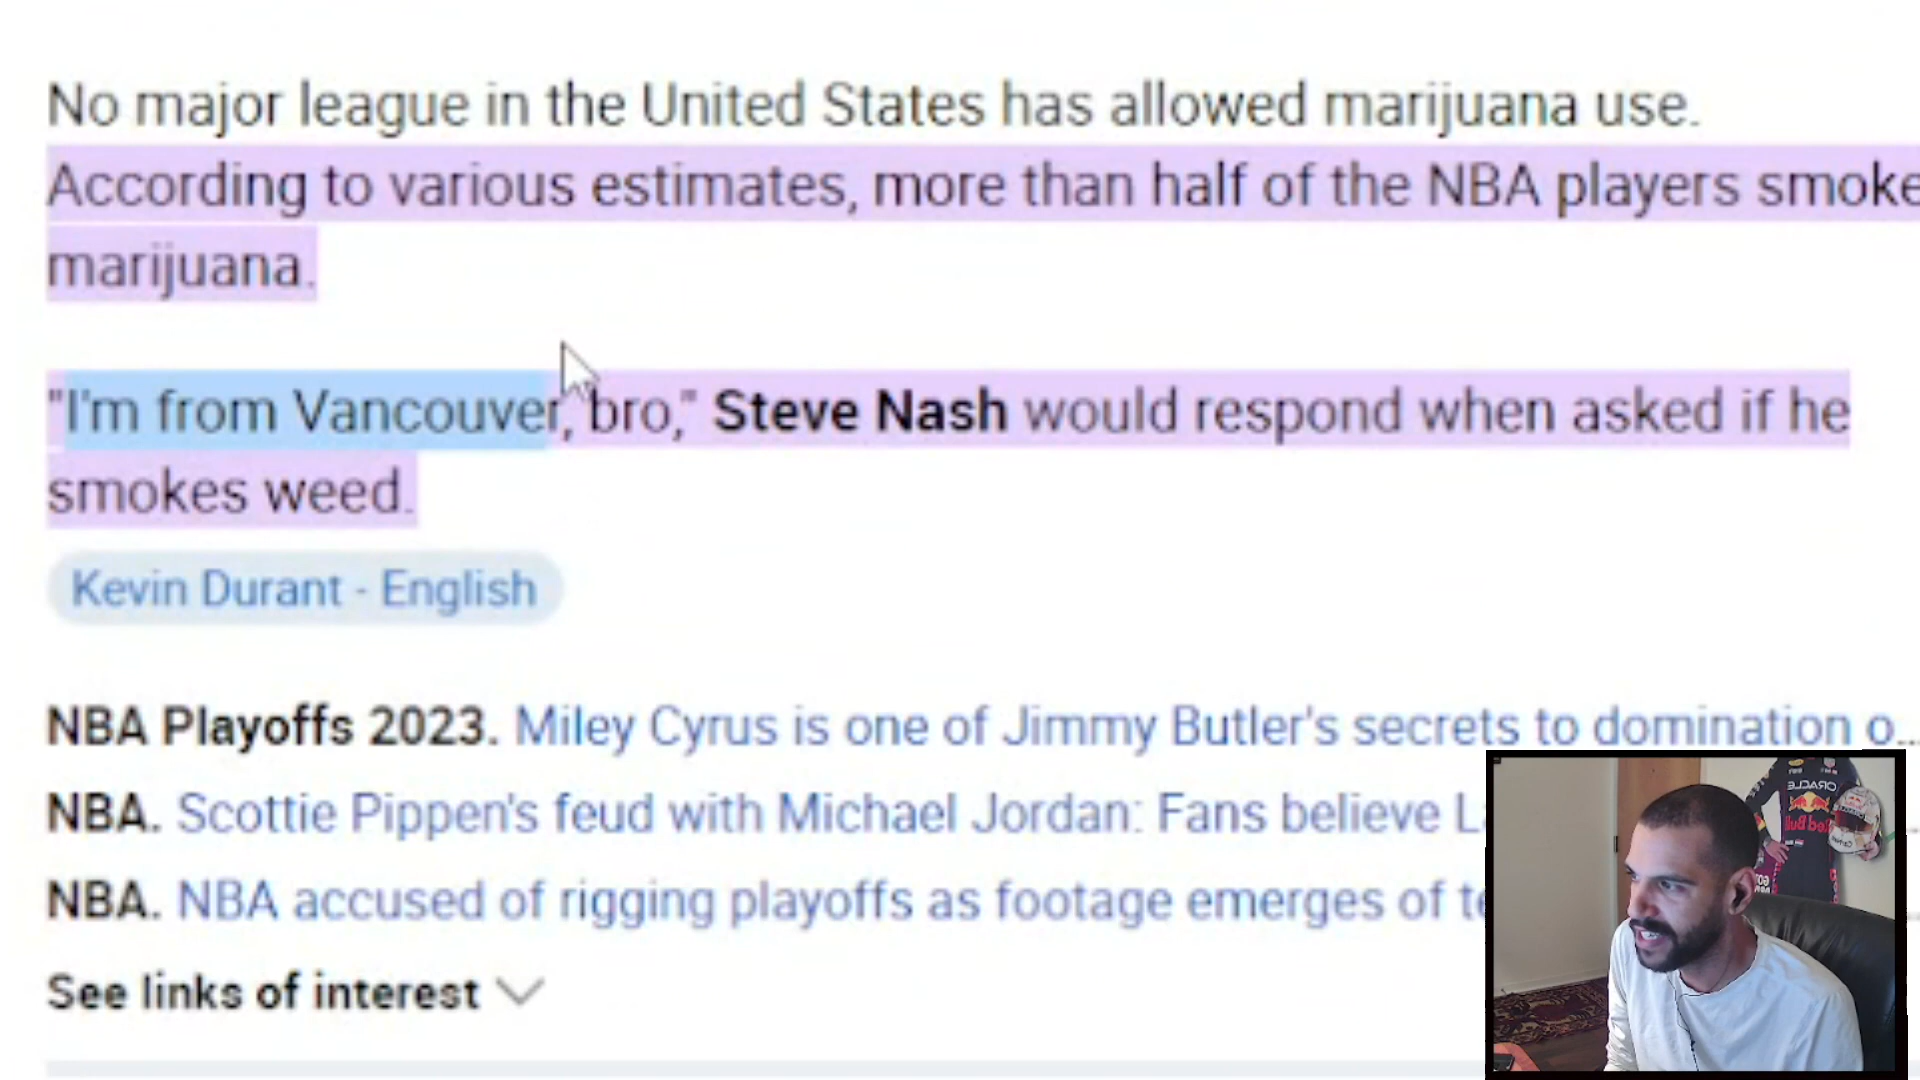 No major league in the United States has allowed marijuana use.
According to various estimates, more than half of the NBA players smoke
marijuana.
"I'm from Vancouver, bro," Steve Nash would respond when asked if he
smokes weed.
Kevin Durant - English
NBA Playoffs 2023. Miley Cyrus is one of Jimmy Butler's secrets to domination o...
NBA. Scottie Pippen's feud with Michael Jordan: Fans believe L
NBA. NBA accused of rigging playoffs as footage emerges of te
See links of interest
ORACLE
Red Bull